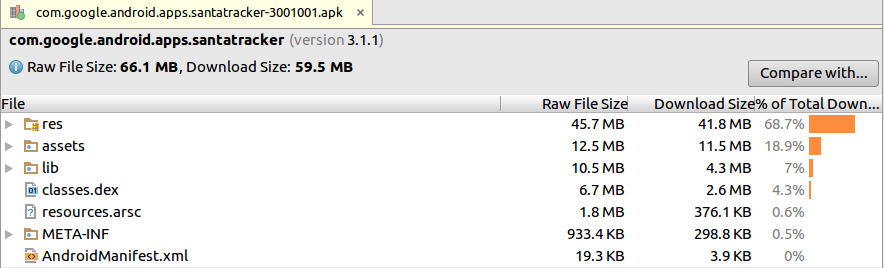 com.google.android.apps.santatracker-3001001.apk ×
com.google.android.apps.santatracker (version 3.1.1)
Raw File Size: 66.1 MB, Download Size: 59.5 MB
Compare with...
File Raw File Size Download Size % of Total Down...
res 45.7 MB 41.8 MB 68.7%
assets 12.5 MB 11.5 MB 18.9%
lib 10.5 MB 4.3 MB 7%
classes.dex 6.7 MB 2.6 MB 4.3%
resources.arsc 1.8 MB 376.1 KB 0.6%
META-INF 933.4 KB 298.8 KB 0.5%
AndroidManifest.xml 19.3 KB 3.9 KB 0%